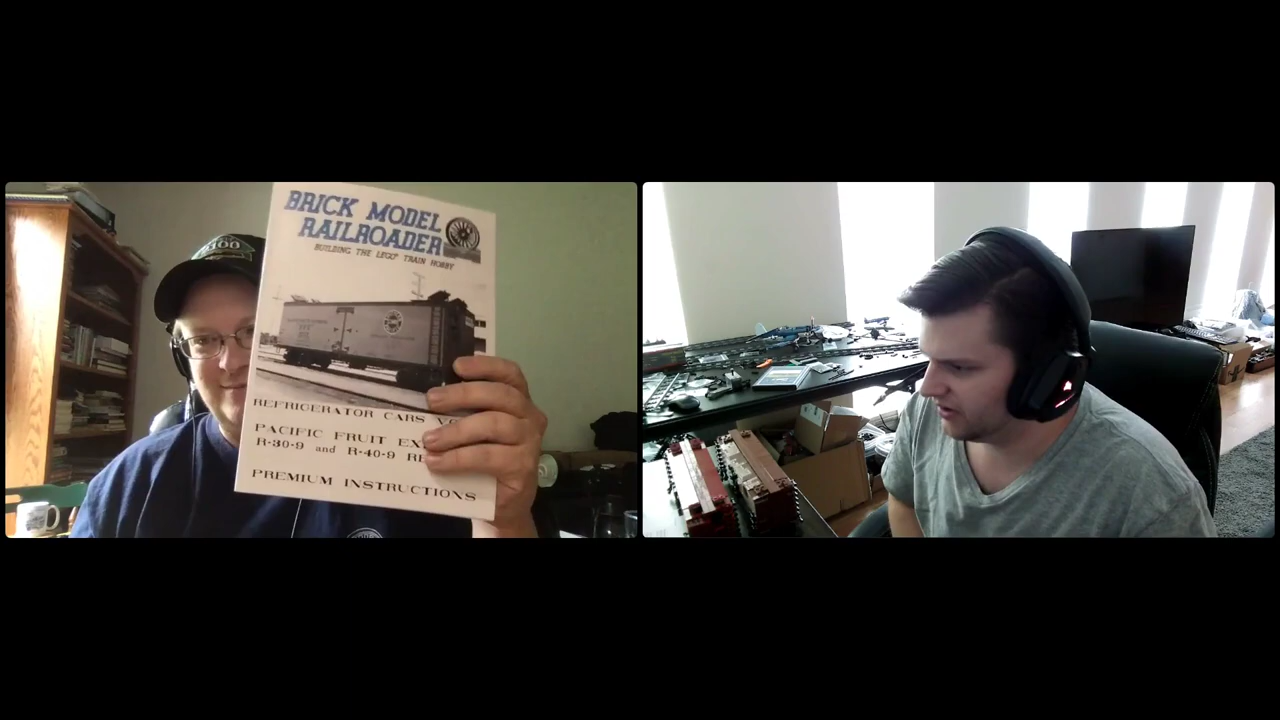 6100
BRICK MODEL
RAILROADER
BUILDING THE LEGO® TRAIN HOBBY
REFRIGERATOR CARS
PACIFIC FRUIT
R-30-9 and R-40-9
PREMIUM INSTRUCTIONS